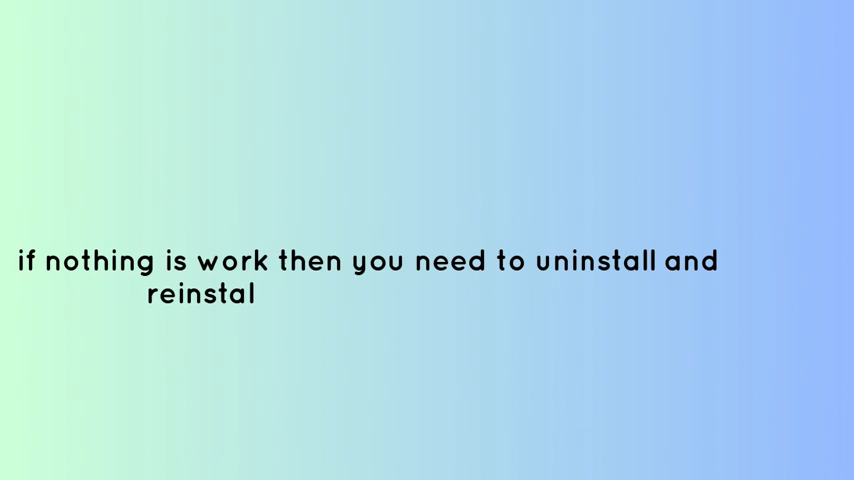 if nothing is work then you need to uninstall and
reinstal